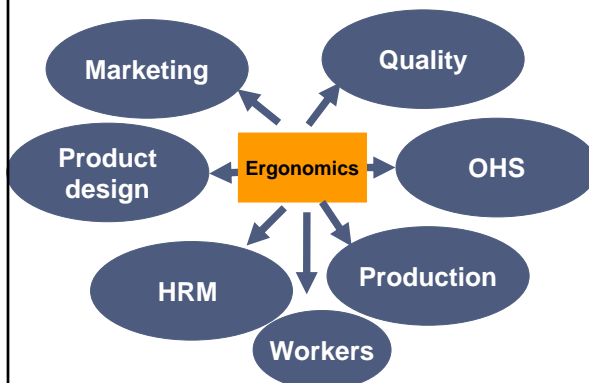 Quality
Marketing
Product
design
Ergonomics
OHS
Production
HRM
Workers